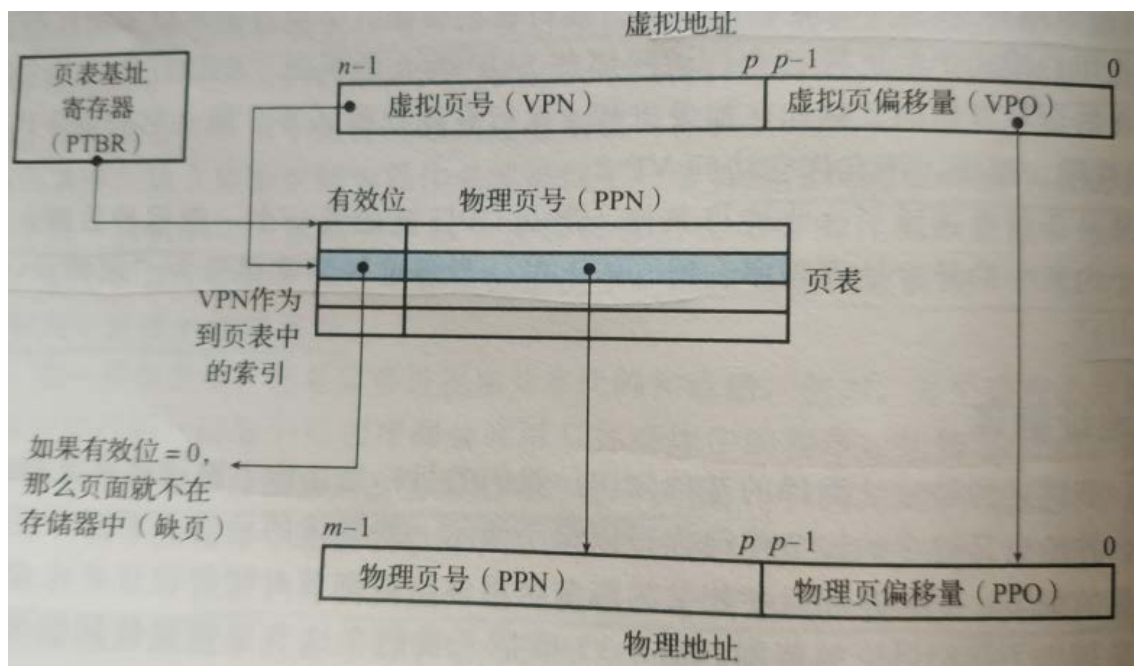 虚拟地址
页表基址
寄存器
(PTBR)
n-1
p p-1
0
虚拟页号(VPN)
虚拟页偏移量(VPO)
有效位
物理页号(PPN)
页表
VPN作为
到页表中
的索引
如果有效位=0,
那么页面就不在
存储器中(缺页)
m-1
p p-1
0
物理页号(PPN)
物理页偏移量(PPO)
物理地址